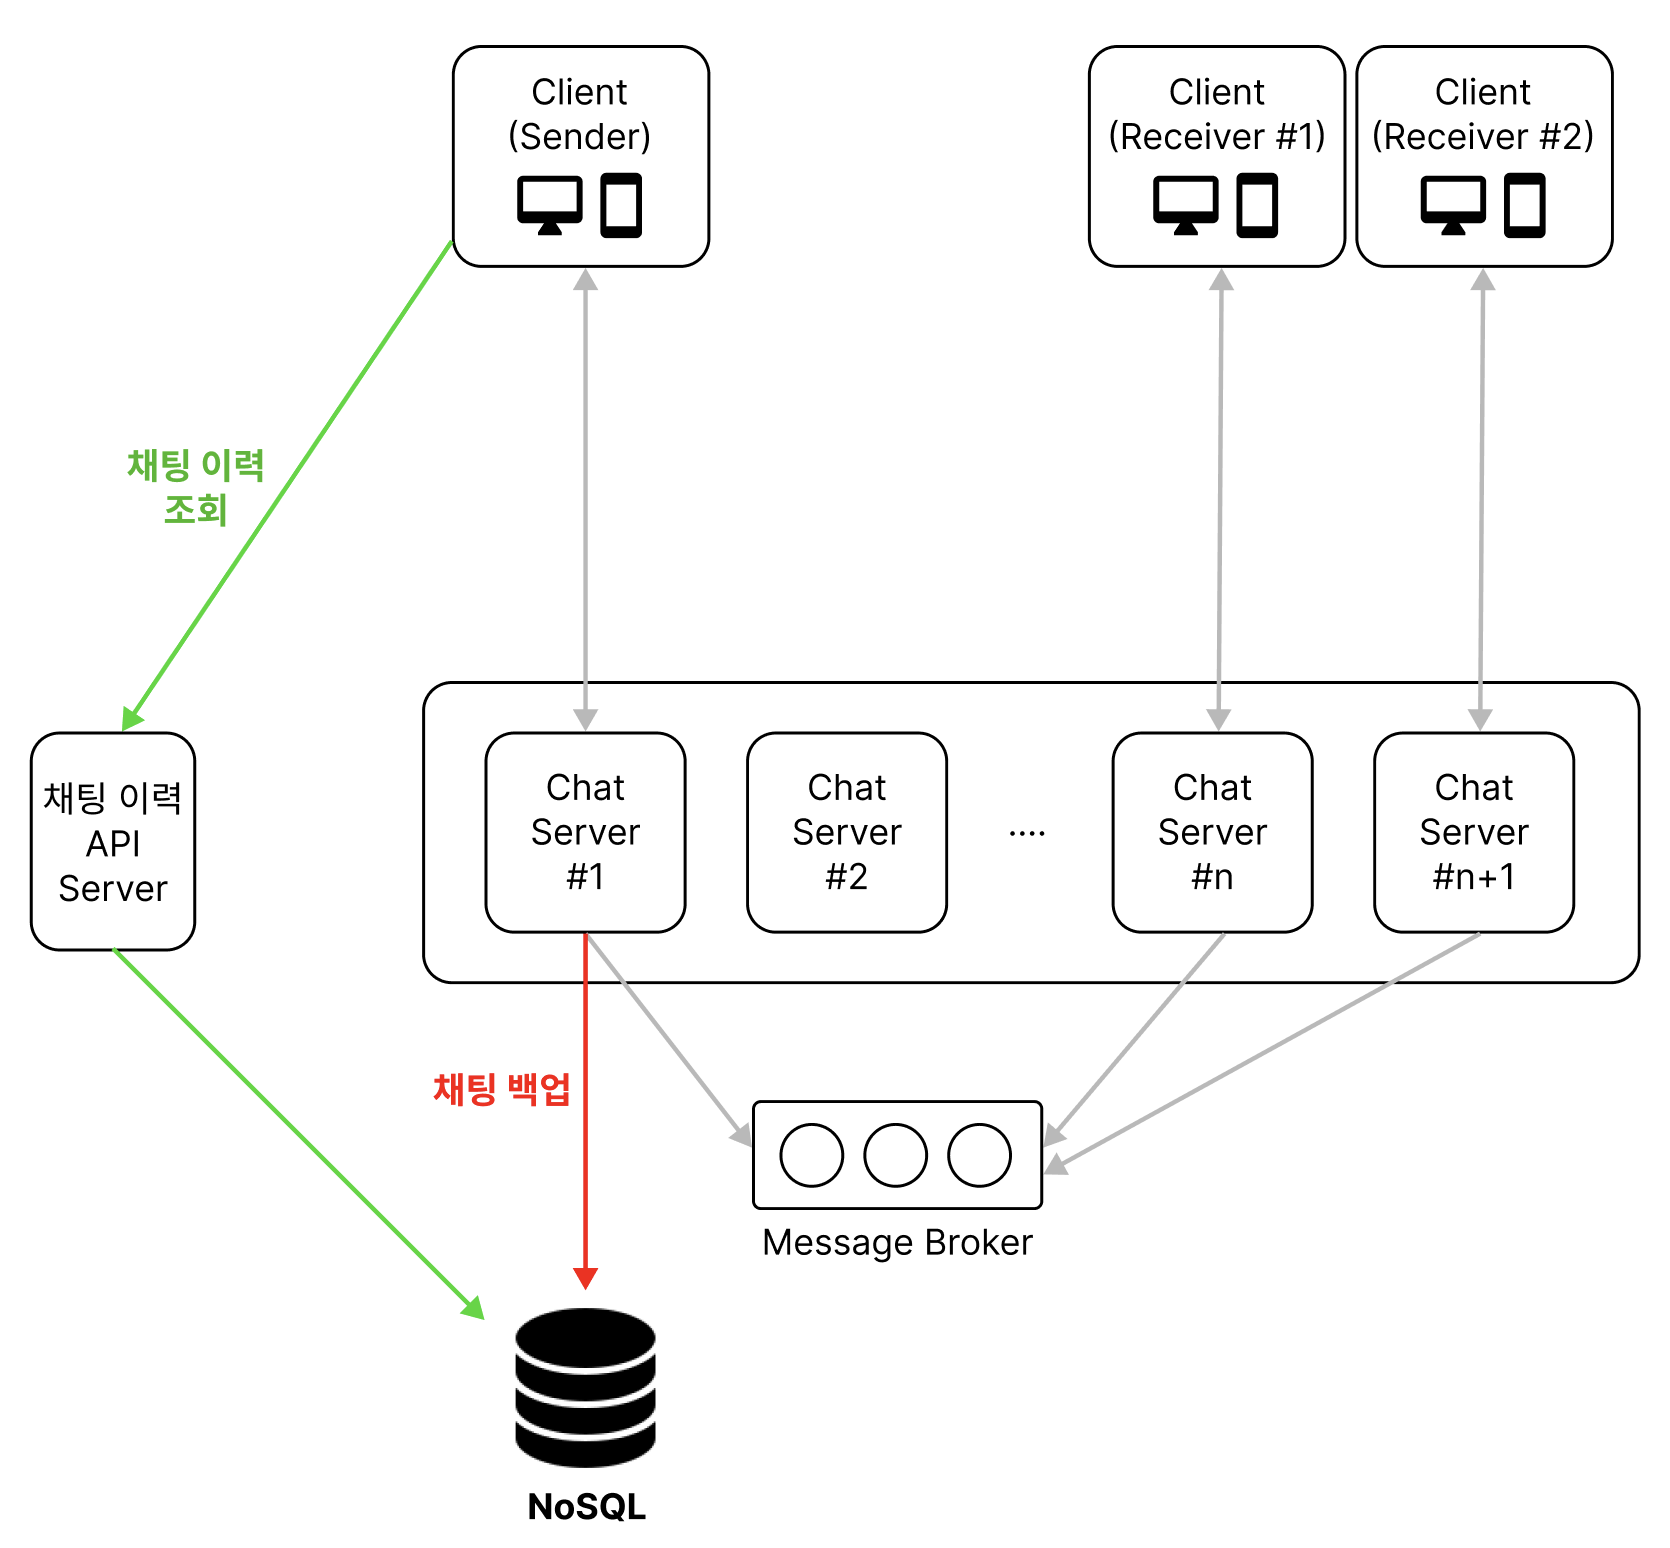 Client
(Sender)
Client
(Receiver #1)
Client
(Receiver #2)
채팅 이력
조회
채팅 이력
API
Server
Chat
Server
#1
Chat
Server
#2
....
Chat
Server
#n
Chat
Server
#n+1
채팅 백업
Message Broker
NoSQL